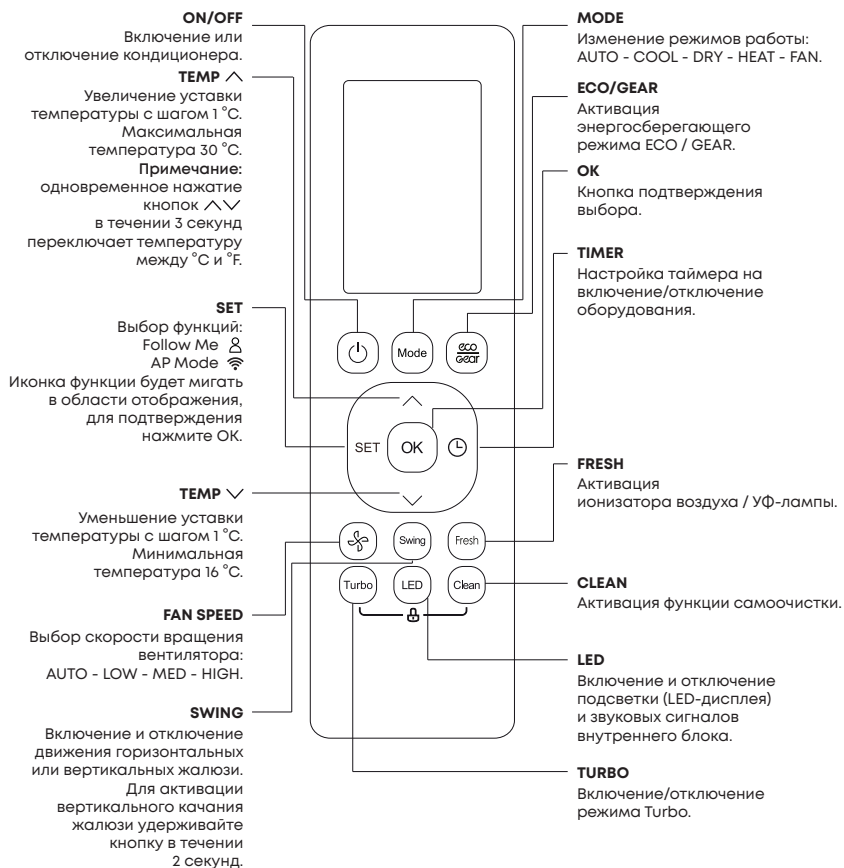 ON/OFF
Включение или
отключение кондиционера.
TEMP ︿
Увеличение уставки
температуры с шагом 1 °C.
Максимальная
температура 30 °C.
Примечание:
одновременное нажатие
кнопок ︿﹀
в течении 3 секунд
переключает температуру
между °C и °F.
SET
Выбор функций:
Follow Me
AP Mode
Иконка функции будет мигать
в области отображения,
для подтверждения
нажмите OK.
TEMP ﹀
Уменьшение уставки
температуры с шагом 1 °C.
Минимальная
температура 16 °C.
FAN SPEED
Выбор скорости вращения
вентилятора:
AUTO - LOW - MED - HIGH.
SWING
Включение и отключение
движения горизонтальных
или вертикальных жалюзи.
Для активации
вертикального качания
жалюзи удерживайте
кнопку в течении
2 секунд.
Mode
eco
Gear
SET
OK
Swing
Fresh
Turbo
LED
Clean
MODE
Изменение режимов работы:
AUTO - COOL - DRY - HEAT - FAN.
ECO/GEAR
Активация
энергосберегающего
режима ECO / GEAR.
OK
Кнопка подтверждения
выбора.
TIMER
Настройка таймера на
включение/отключение
оборудования.
FRESH
Активация
ионизатора воздуха / УФ-лампы.
CLEAN
Активация функции самоочистки.
LED
Включение и отключение
подсветки (LED-дисплея)
и звуковых сигналов
внутреннего блока.
TURBO
Включение/отключение
режима Turbo.